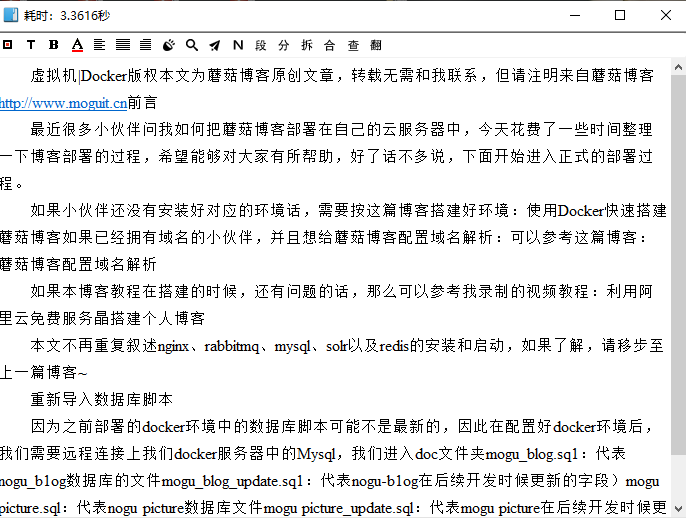 耗时：3.3616秒
T B A N 段 分 拆 合 查 翻
虚拟机|Docker版权本文为蘑菇博客原创文章，转载无需和我联系，但请注明来自蘑菇博客
http://www.moguit.cn前言
最近很多小伙伴问我如何把蘑菇博客部署在自己的云服务器中，今天花费了一些时间整理
一下博客部署的过程，希望能够对大家有所帮助，好了话不多说，下面开始进入正式的部署过
程。
如果小伙伴还没有安装好对应的环境话，需要按这篇博客搭建好环境：使用Docker快速搭建
蘑菇博客如果已经拥有域名的小伙伴，并且想给蘑菇博客配置域名解析：可以参考这篇博客：
蘑菇博客配置域名解析
如果本博客教程在搭建的时候，还有问题的话，那么可以参考我录制的视频教程：利用阿
里云免费服务晶搭建个人博客
本文不再重复叙述nginx、rabbitmq、mysql、solr以及redis的安装和启动，如果了解，请移步至
上一篇博客~
重新导入数据库脚本
因为之前部署的docker环境中的数据库脚本可能不是最新的，因此在配置好docker环境后，
我们需要远程连接上我们docker服务器中的Mysql，我们进入doc文件夹mogu_blog.sq1：代表
nogu_b1og数据库的文件mogu_blog_update.sq1：代表nogu-b1og在后续开发时候更新的字段）mogu
picture.sql：代表nogu picture数据库文件mogu picture_update.sql：代表mogu picture在后续开发时候更